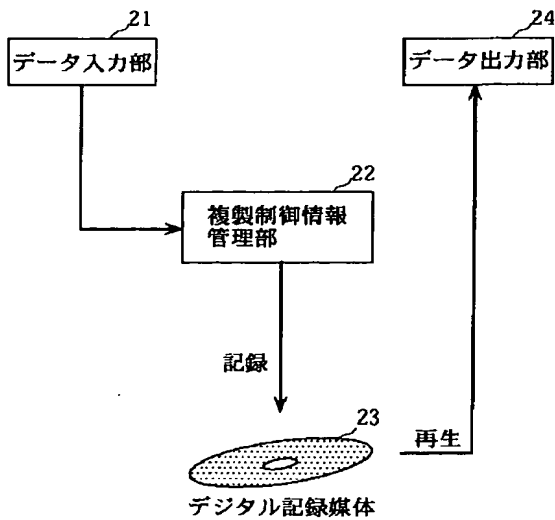 21
データ入力部
24
データ出力部
22
複製制御情報
管理部
記録
23
再生
デジタル記録媒体